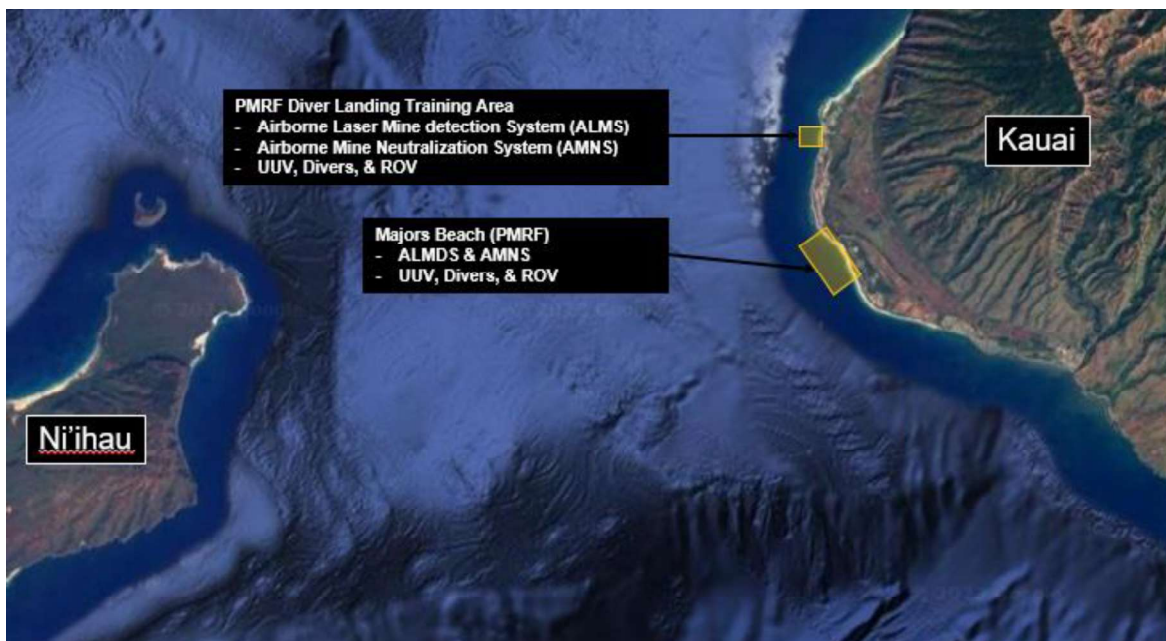 PMRF Diver Landing Training Area
- Airborne Laser Mine detection System (ALMS)
- Airborne Mine Neutralization System (AMNS)
- UUV, Divers, & ROV
Kauai
Majors Beach (PMRF)
- ALMDS & AMNS
- UUV, Divers, & ROV
Ni'ihau